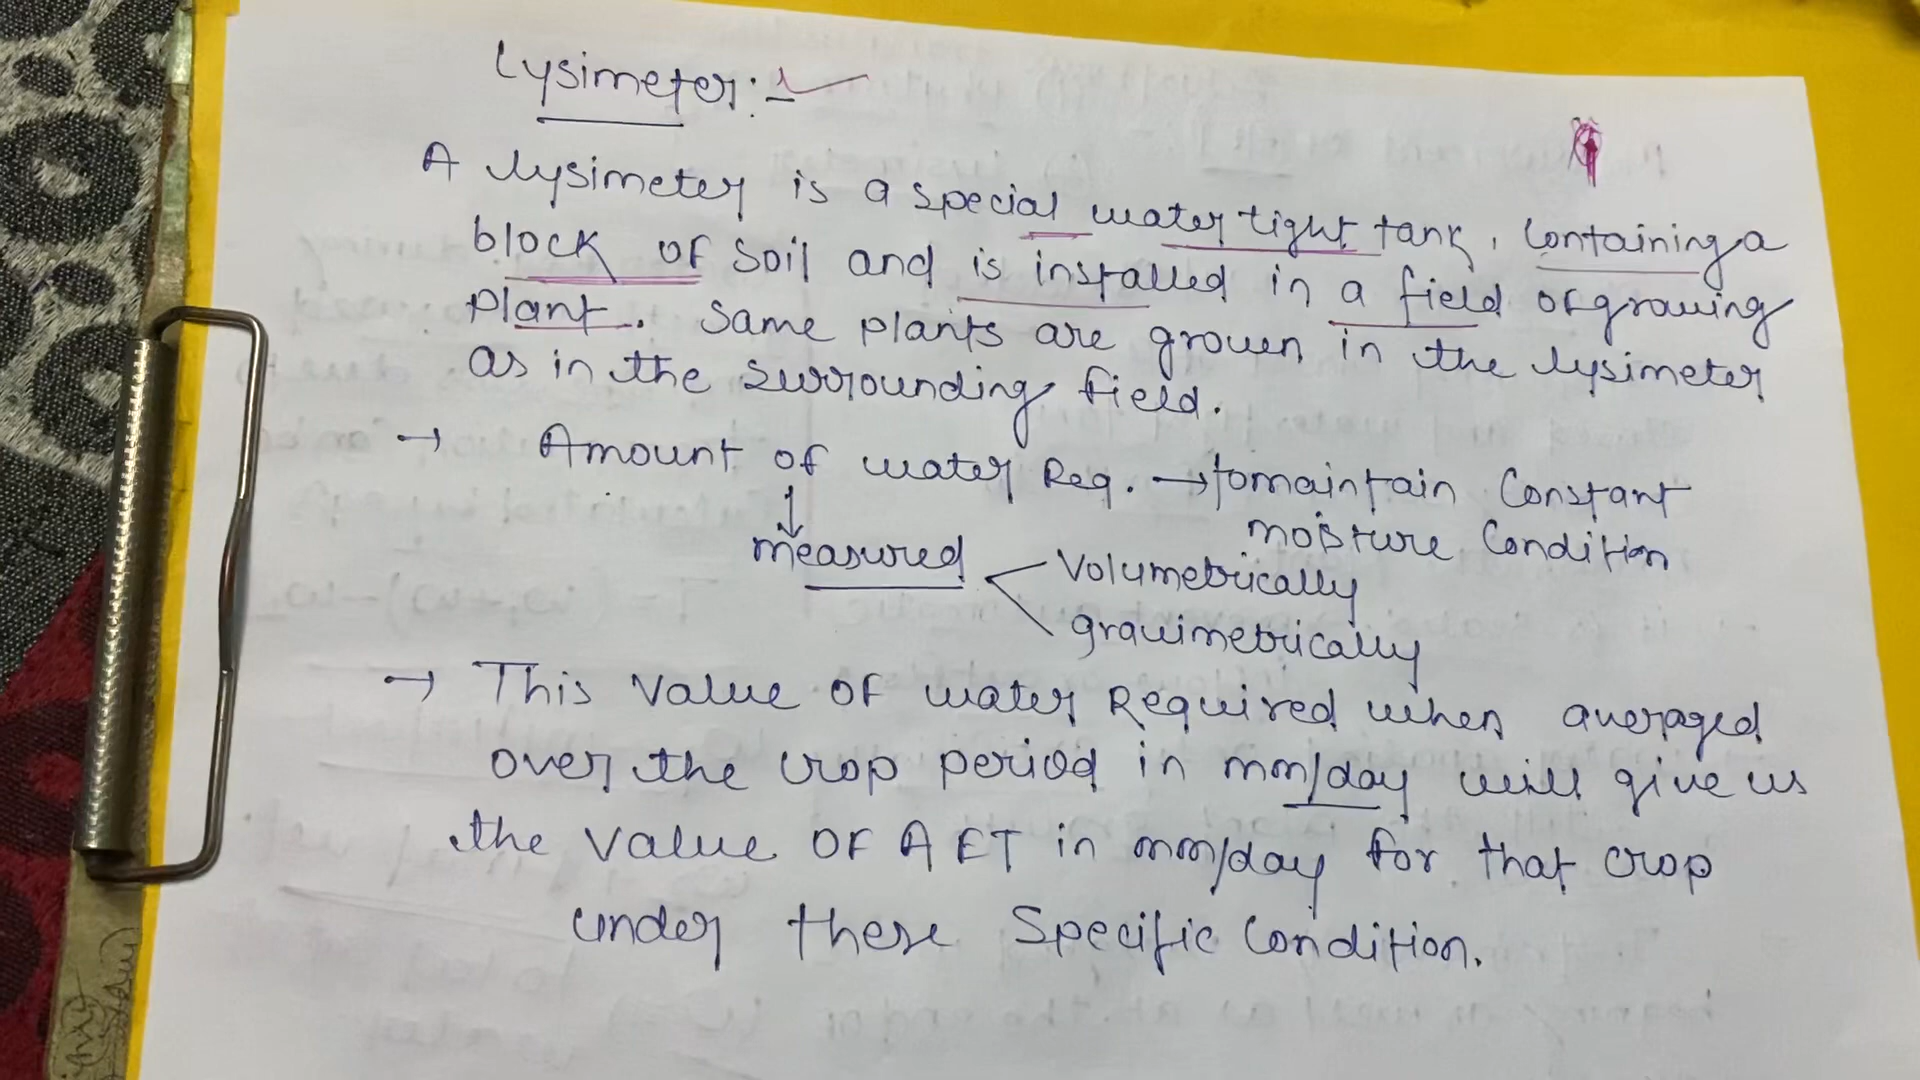 Lysimeter:-
A lysimeter is a special water tight tank, containing a
block of soil and is installed in a field of growing
plant. Same plants are grown in the lysimeter
as in the surrounding field.
→ Amount of water Req. → to maintain Constant
moisture Condition
measured
Volumetrically
gravimetrically
→ This value of water Required when averaged
over the crop period in mm/day will give us
the value of AET in mm/day for that crop
under these Specific Condition.